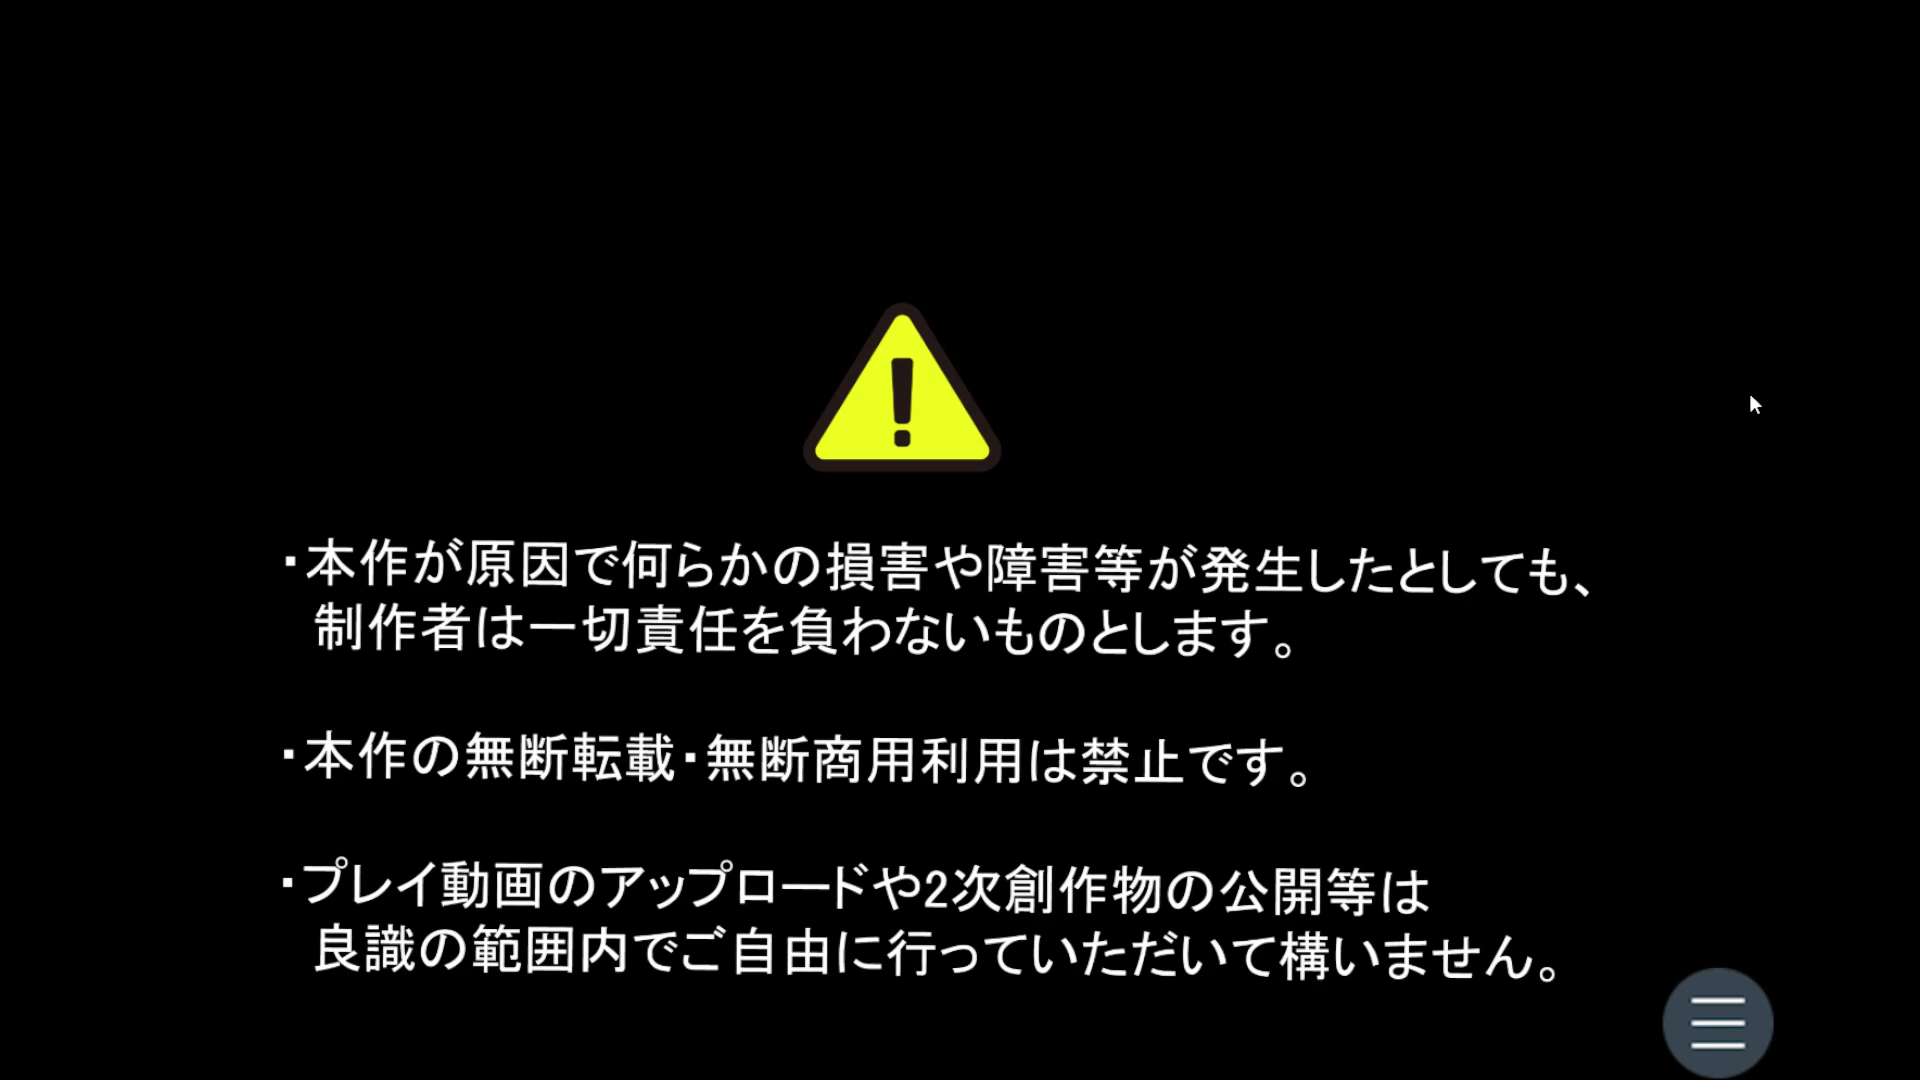 ・本作が原因で何らかの損害や障害等が発生したとしても、
制作者は一切責任を負わないものとします。
・本作の無断転載・無断商用利用は禁止です。
・プレイ動画のアップロードや2次創作物の公開等は
良識の範囲内でご自由に行っていただいて構いません。